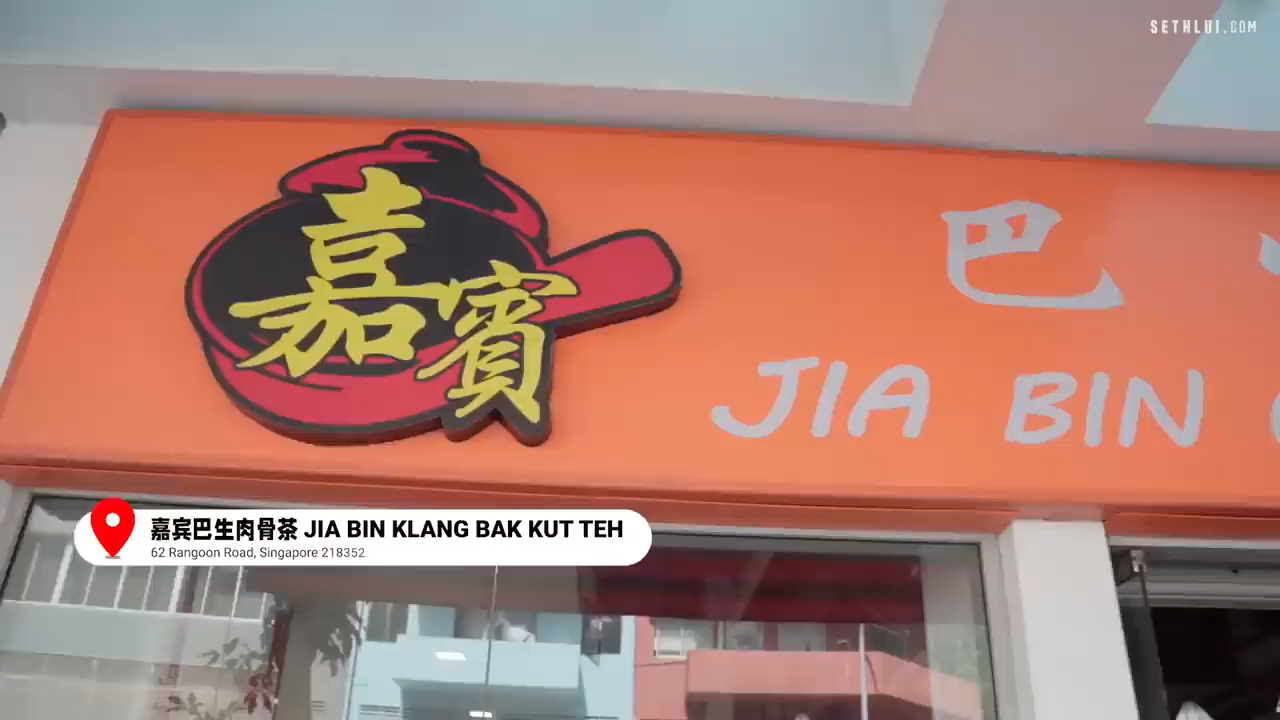 SETHLUI.COM
嘉賓
巴
JIA BIN
嘉宾巴生肉骨茶 JIA BIN KLANG BAK KUT TEH
62 Rangoon Road, Singapore 218352